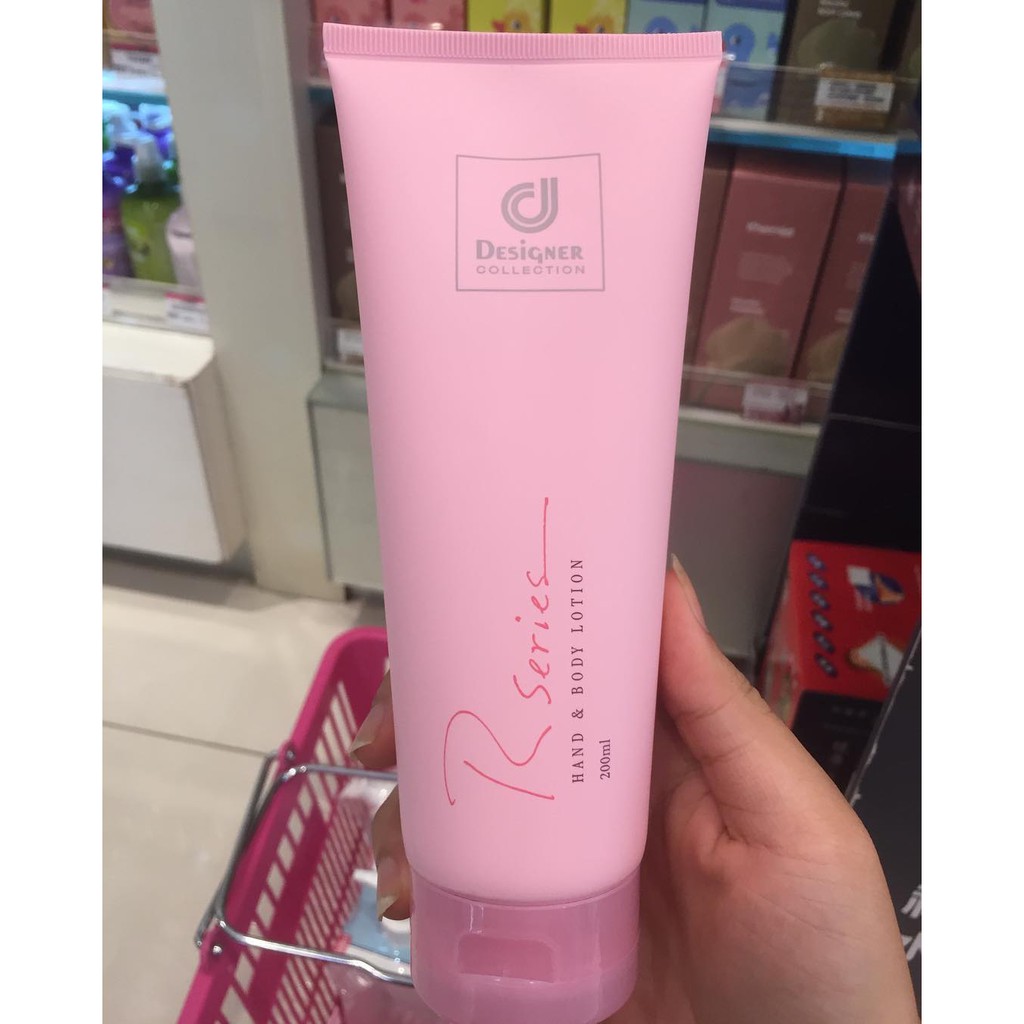 DESiGNER
COLLECTION
R series
HAND & BODY LOTION
200ml